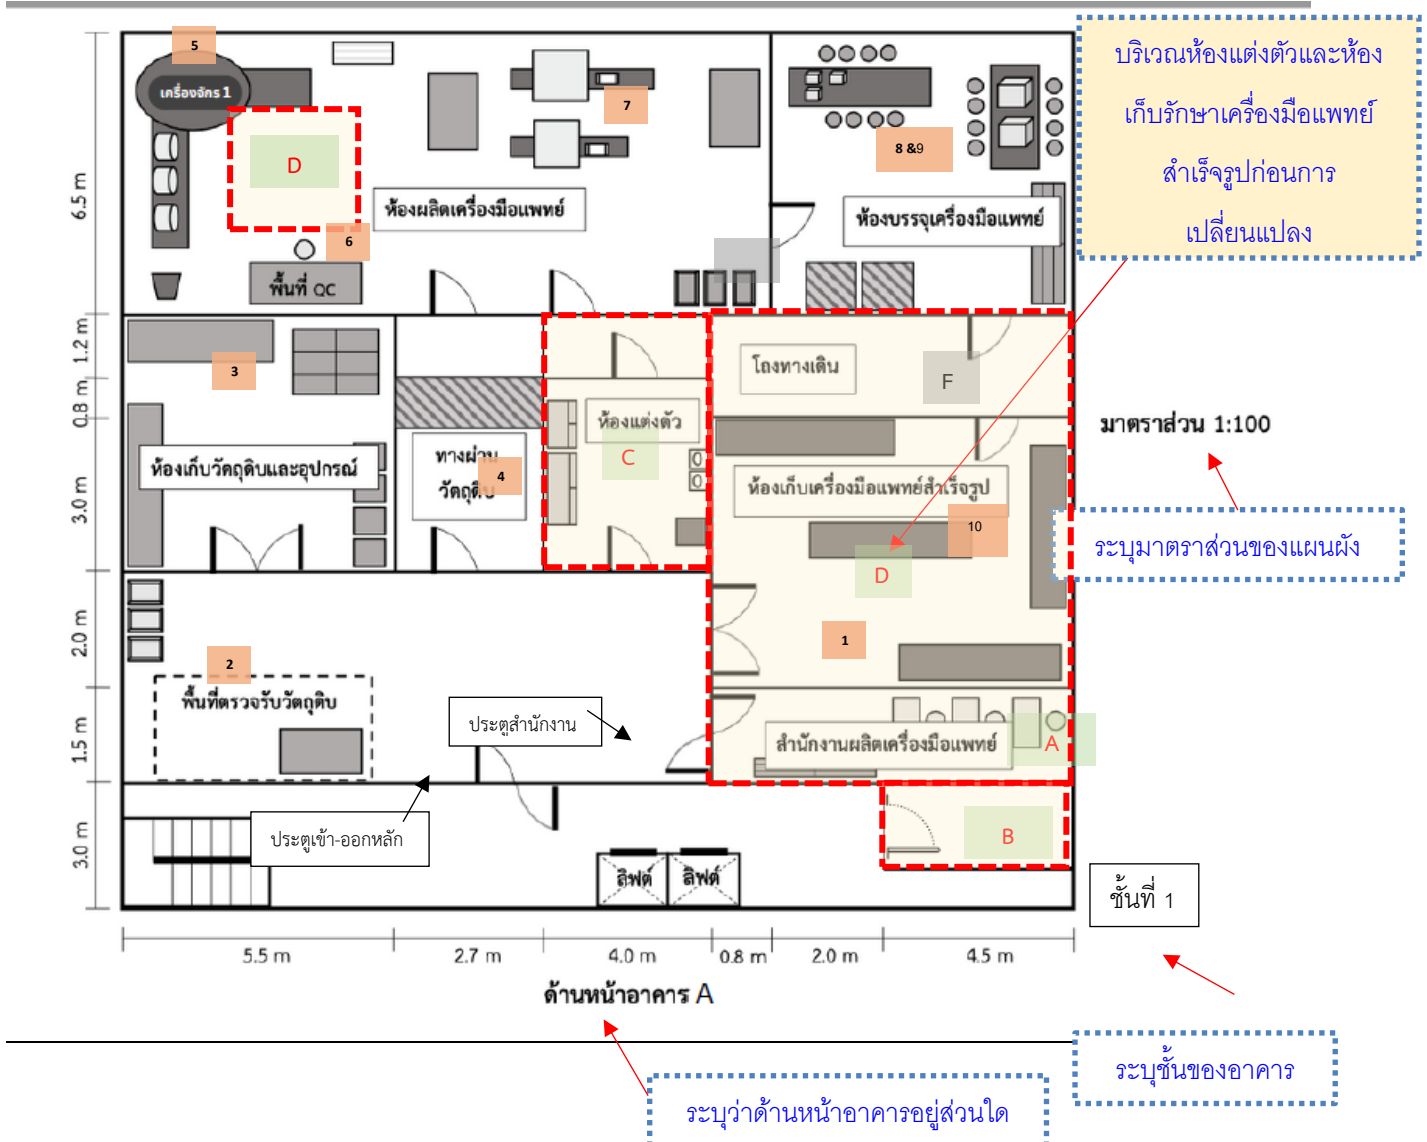 5
เครื่องจักร 1
7
D
6
ห้องผลิตเครื่องมือแพทย์
พื้นที่ QC
8 &9
ห้องบรรจุเครื่องมือแพทย์
บริเวณห้องแต่งตัวและห้อง
เก็บรักษาเครื่องมือแพทย์
สำเร็จรูปก่อนการ
เปลี่ยนแปลง
6.5 m
1.2 m
0.8 m
3.0 m
2.0 m
1.5 m
3.0 m
3
ห้องเก็บวัตถุดิบและอุปกรณ์
ทางผ่าน
วัตถุดิบ
4
ห้องแต่งตัว
C
โถงทางเดิน
F
ห้องเก็บเครื่องมือแพทย์สำเร็จรูป
10
D
1
มาตราส่วน 1:100
ระบุมาตราส่วนของแผนผัง
2
พื้นที่ตรวจรับวัตถุดิบ
ประตูสำนักงาน
สำนักงานผลิตเครื่องมือแพทย์
A
ประตูเข้า-ออกหลัก
B
ลิฟต์
ลิฟต์
ชั้นที่ 1
5.5 m
2.7 m
4.0 m
0.8 m
2.0 m
4.5 m
ด้านหน้าอาคาร A
ระบุชั้นของอาคาร
ระบุว่าด้านหน้าอาคารอยู่ส่วนใด